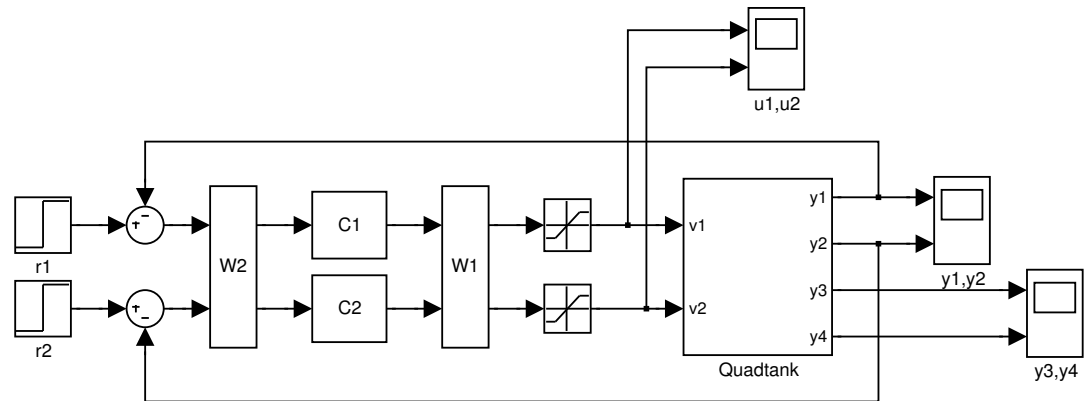 u1,u2
r1
+
−
W2
C1
W1
v1
y1
y2
y1,y2
r2
+
−
C2
v2
y3
y4
Quadtank
y3,y4